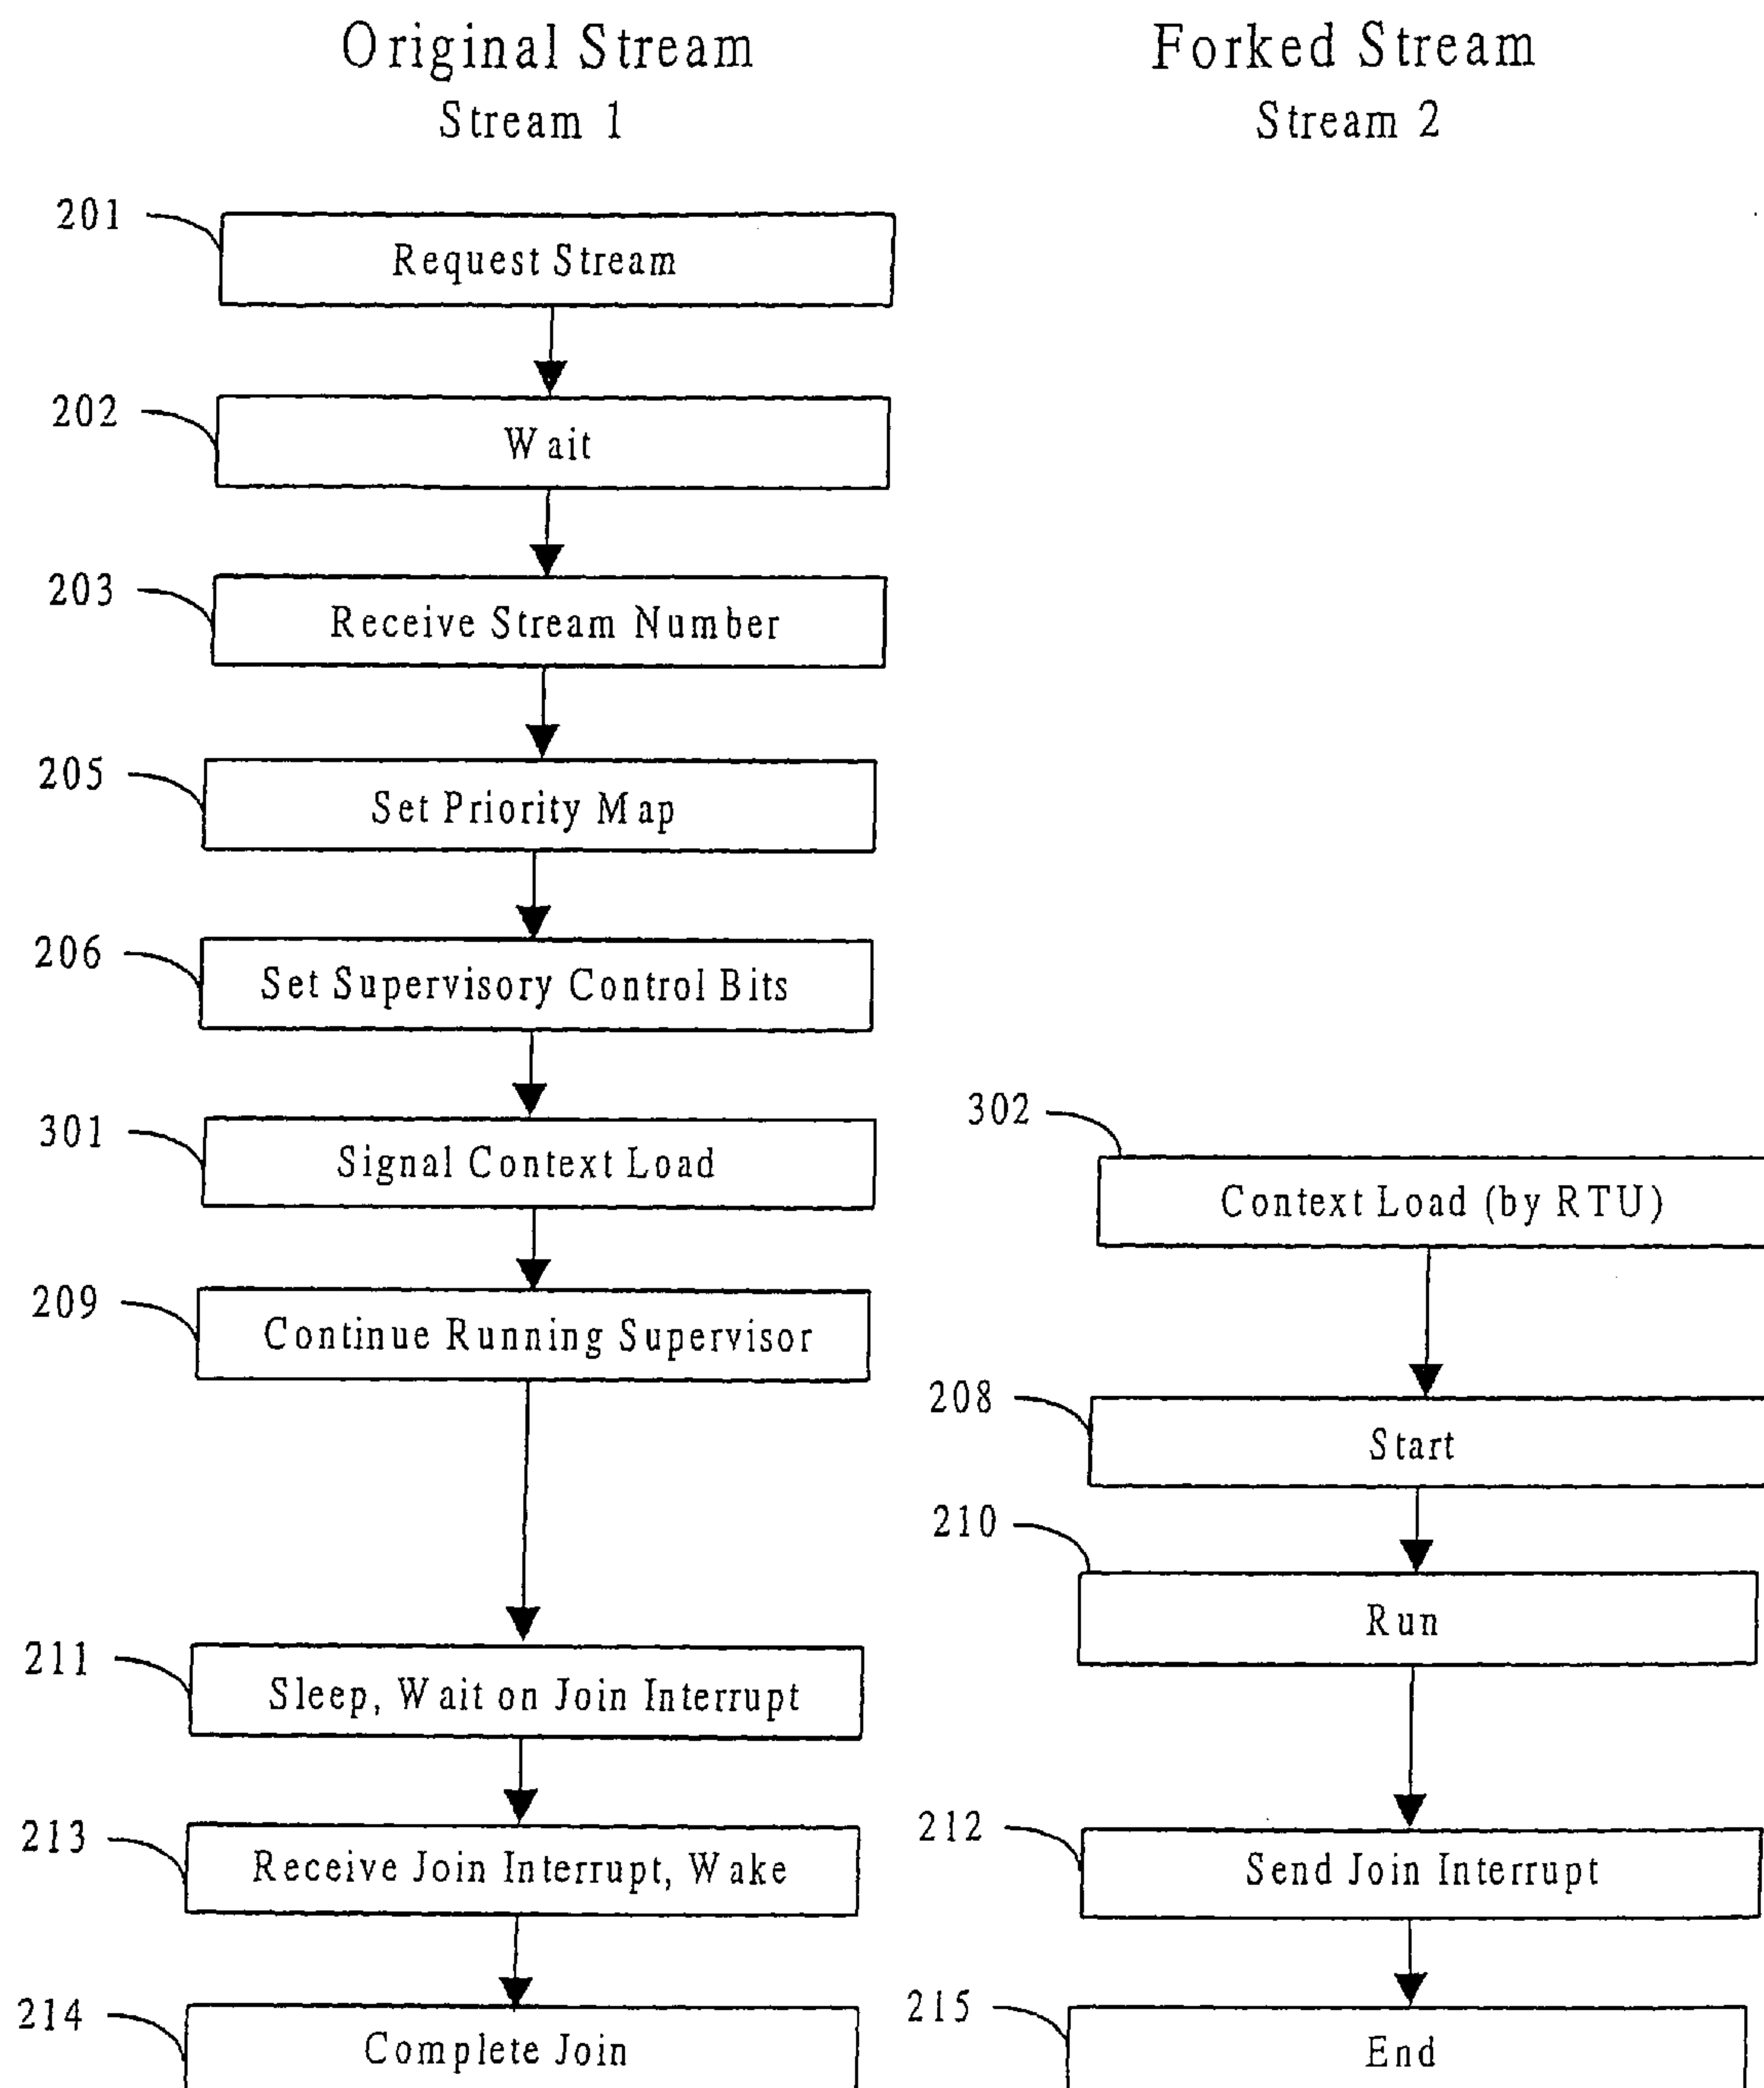 Original Stream
Stream 1
201
Request Stream
202
Wait
203
Receive Stream Number
205
Set Priority Map
206
Set Supervisory Control Bits
301
Signal Context Load
209
Continue Running Supervisor
211
Sleep, Wait on Join Interrupt
213
Receive Join Interrupt, Wake
214
Complete Join
Forked Stream
Stream 2
302
Context Load (by RTU)
208
Start
210
Run
212
Send Join Interrupt
215
End